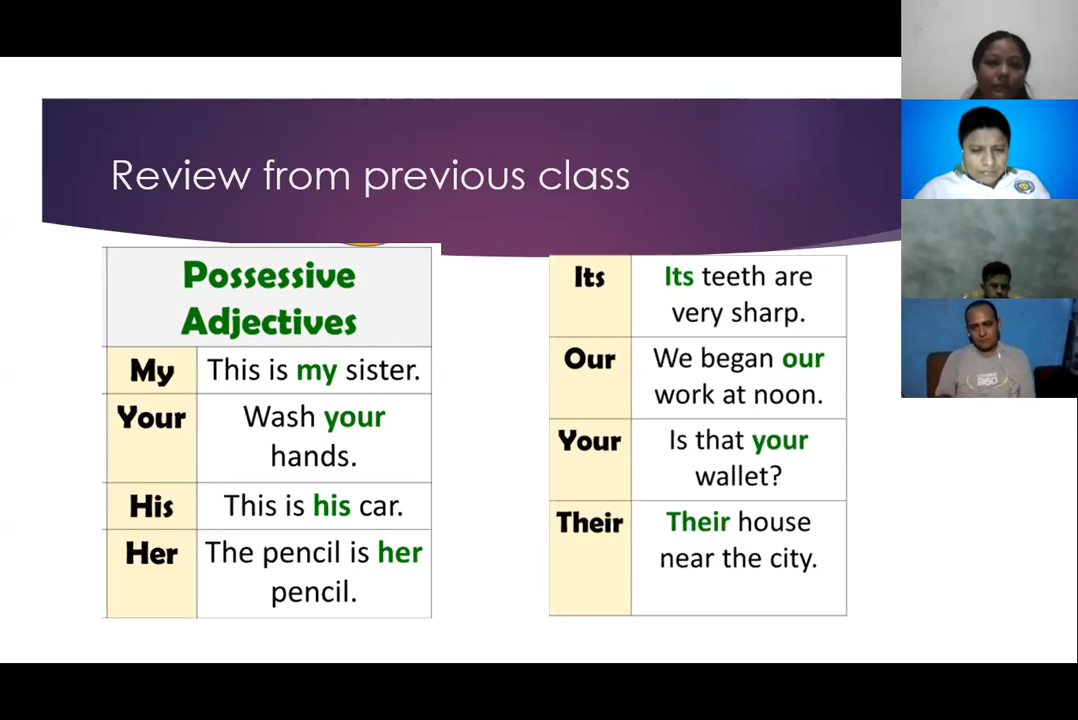 Review from previous class
Possessive
Adjectives
My
This is my sister.
Your
Wash your
hands.
His
This is his car.
Her
The pencil is her
pencil.
Its
Its teeth are
very sharp.
Our
We began our
work at noon.
Your
Is that your
wallet?
Their
Their house
near the city.